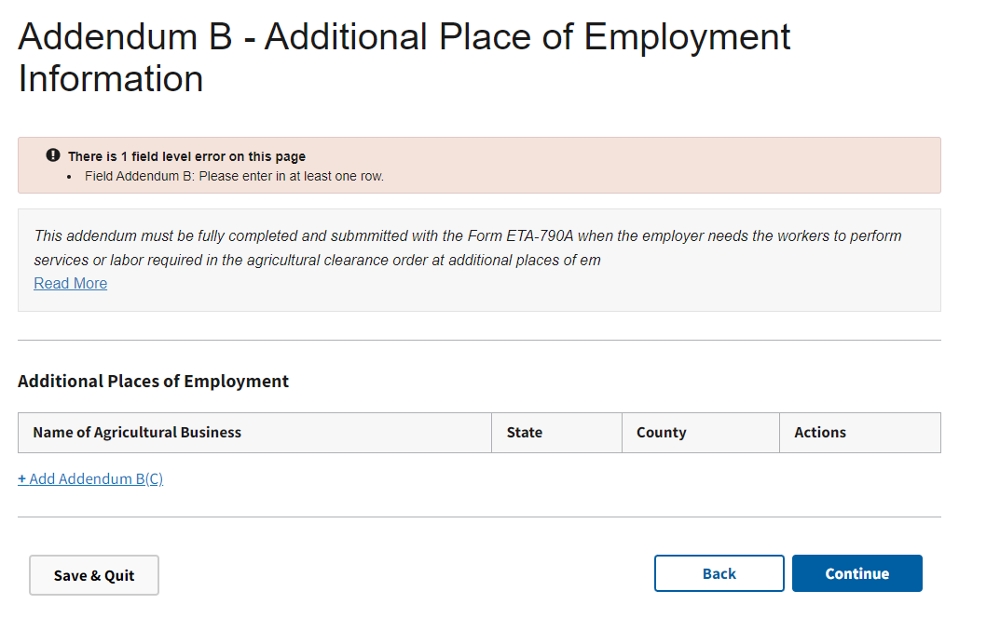 Addendum B - Additional Place of Employment
Information
There is 1 field level error on this page
• Field Addendum B: Please enter in at least one row.
This addendum must be fully completed and submmitted with the Form ETA-790A when the employer needs the workers to perform
services or labor required in the agricultural clearance order at additional places of em
Read More
Additional Places of Employment
Name of Agricultural Business State County Actions
+ Add Addendum B(C)
Save & Quit Back Continue